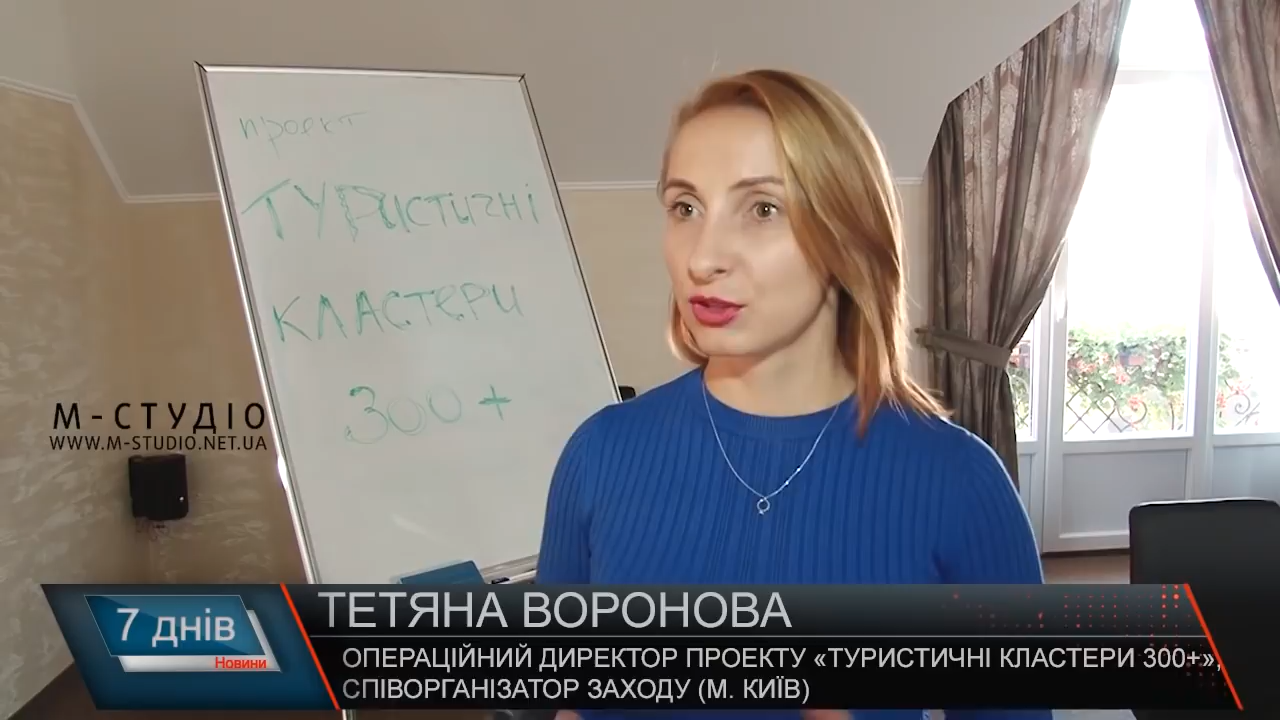 проект
ТУРИСТИЧНІ
КЛАСТЕРИ
300+
М-СТУДІО
WWW.M-STUDIO.NET.UA
7 днів
Новини
ТЕТЯНА ВОРОНОВА
ОПЕРАЦІЙНИЙ ДИРЕКТОР ПРОЕКТУ «ТУРИСТИЧНІ КЛАСТЕРИ 300+»,
СПІВОРГАНІЗАТОР ЗАХОДУ (М. КИЇВ)